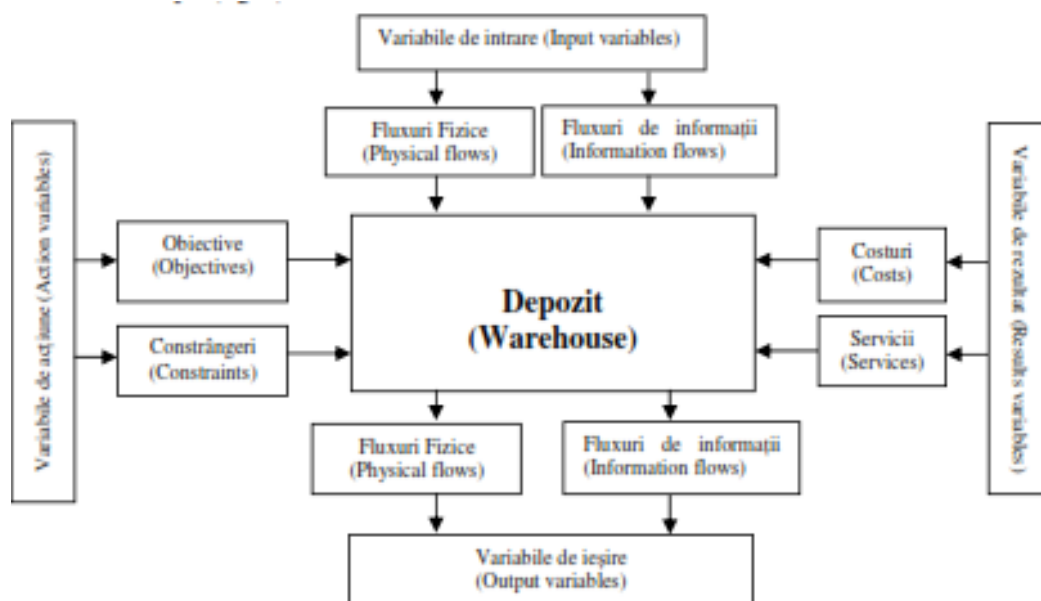 Variabile de intrare (Input variables)
Fluxuri Fizice
(Physical flows)
Fluxuri de informații
(Information flows)
Variabile de acțiune (Action variables)
Obiective
(Objectives)
Constrângeri
(Constraints)
Depozit
(Warehouse)
Costuri
(Costs)
Servicii
(Services)
Variabile de rezultat (Results variables)
Fluxuri Fizice
(Physical flows)
Fluxuri de informații
(Information flows)
Variabile de ieșire
(Output variables)